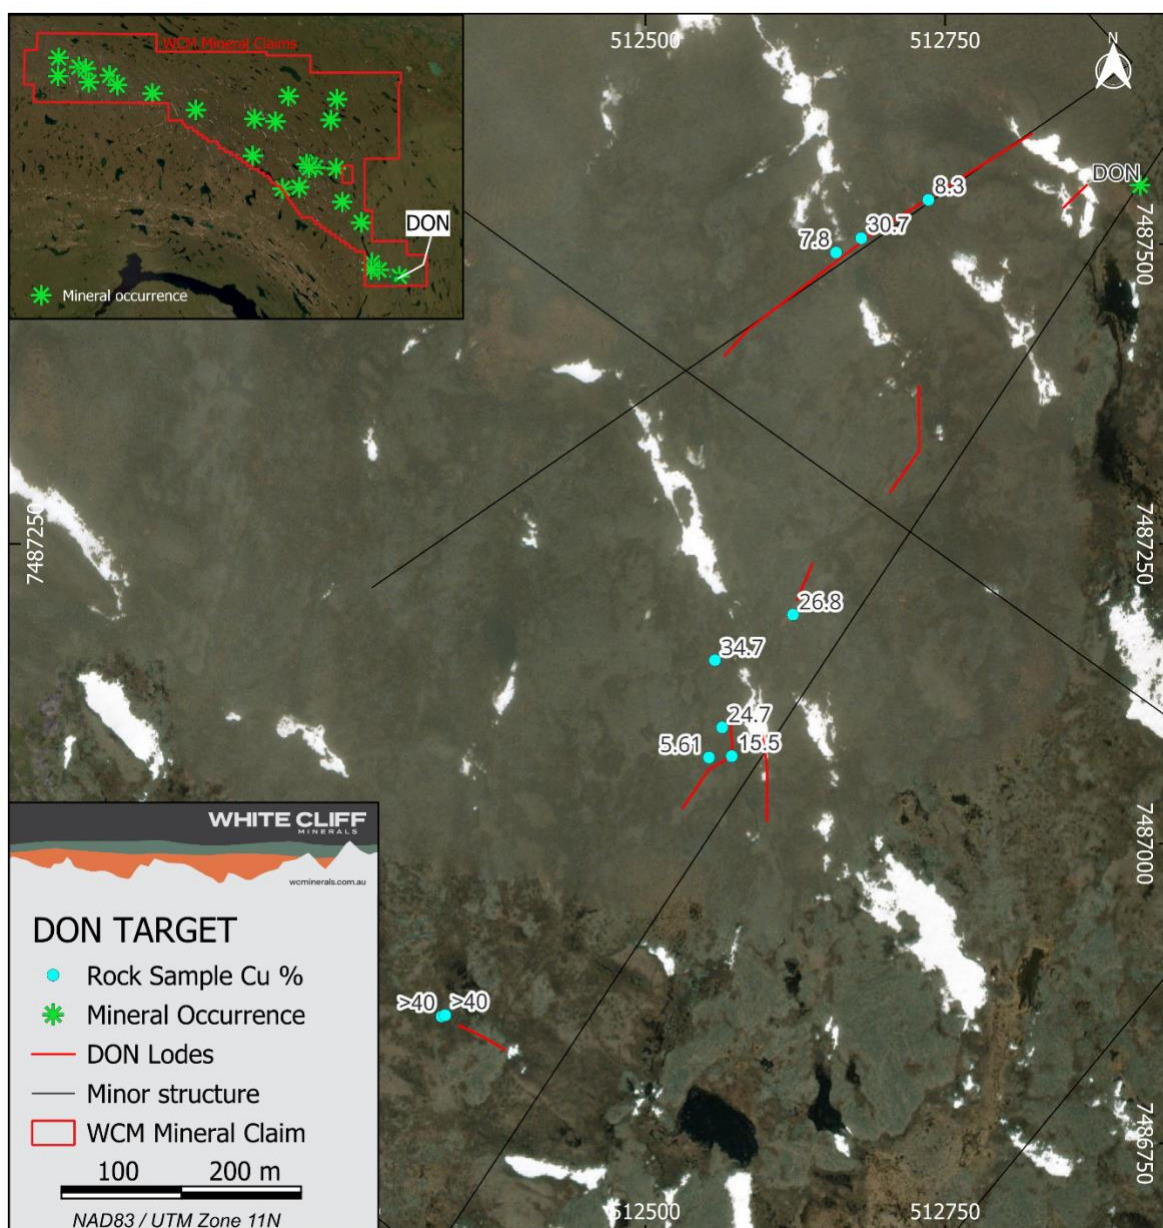 WCM Mineral Claims
DON
Mineral occurrence
512500
512750
N
DON
8.3
30.7
7.8
7487500
7487250
7487250
26.8
34.7
24.7
5.61
15.5
7487000
>40
>40
7486750
512500
512750
WHITE CLIFF
MINERALS
wcminerals.com.au
DON TARGET
Rock Sample Cu %
Mineral Occurrence
DON Lodes
Minor structure
WCM Mineral Claim
100 200 m
NAD83 / UTM Zone 11N